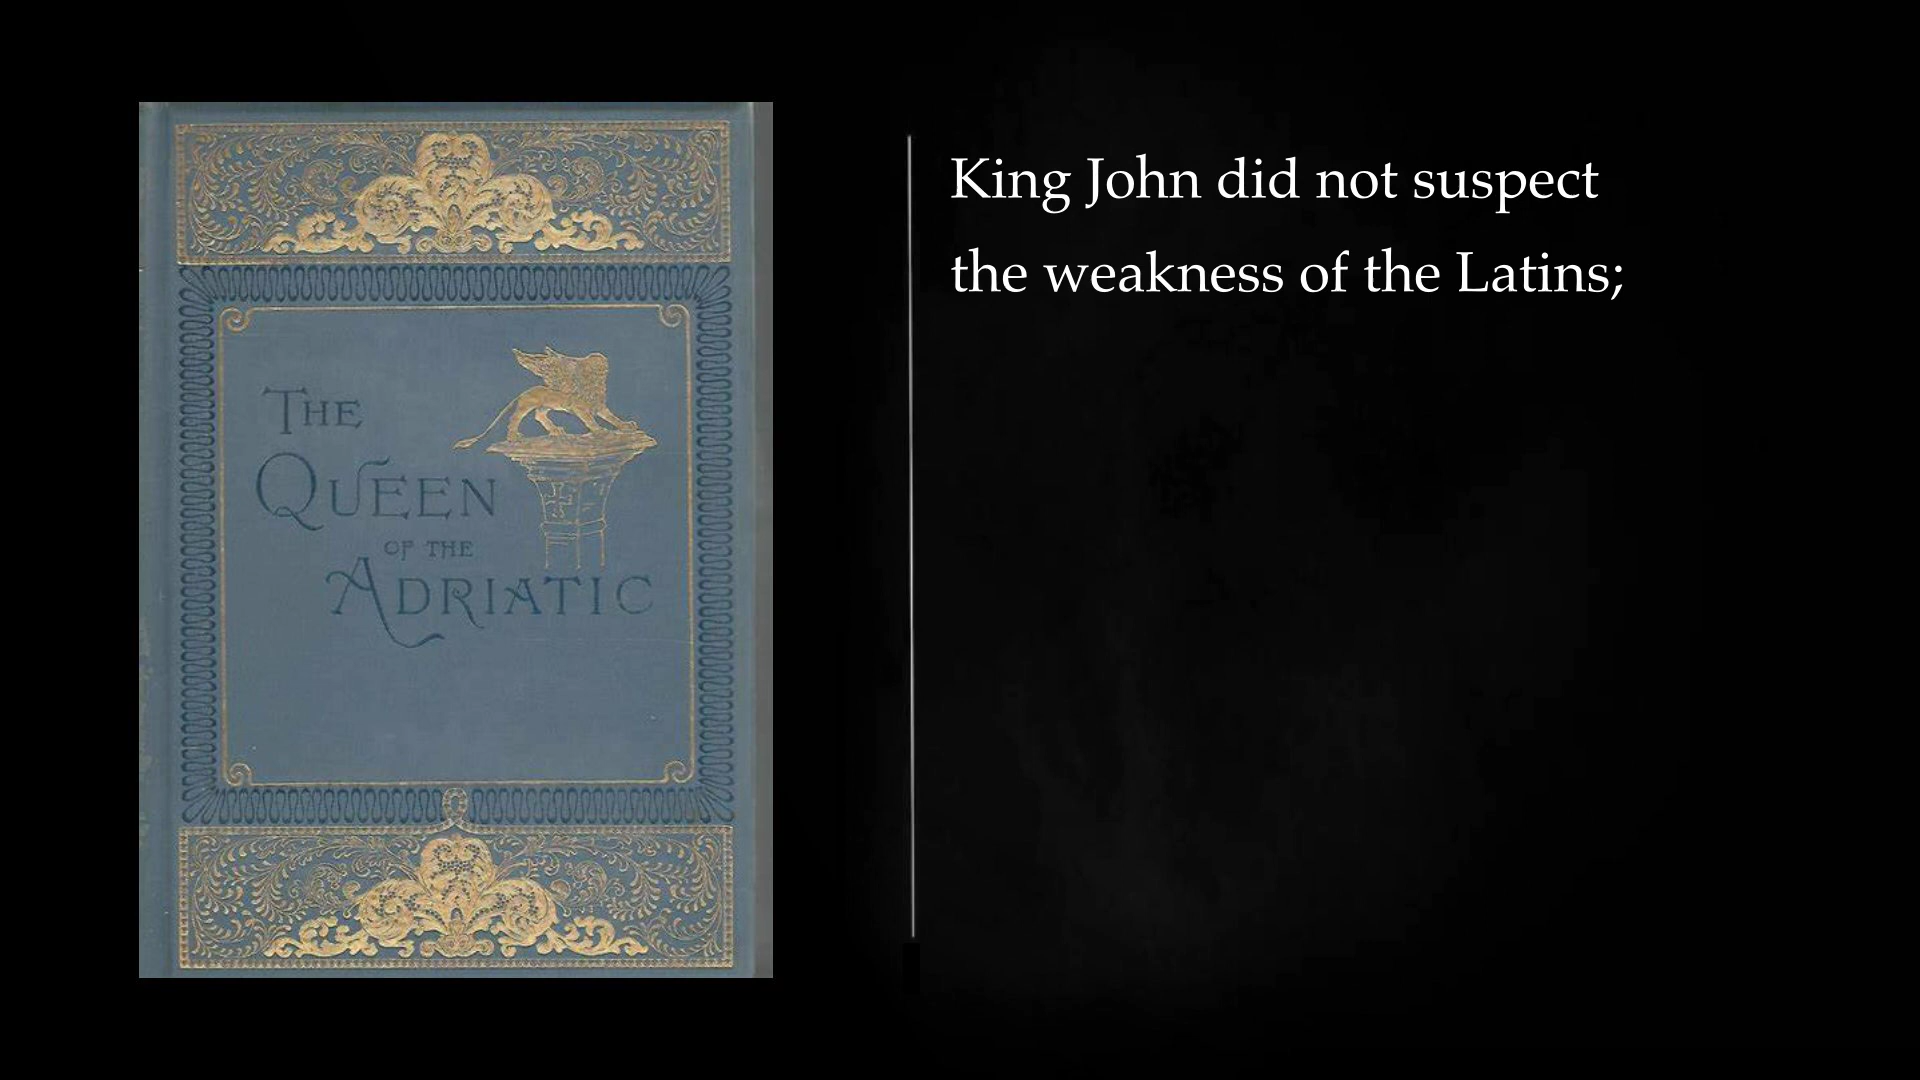 The
Queen
of the
Adriatic
King John did not suspect
the weakness of the Latins;